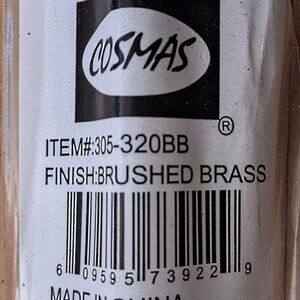 COSMAS
®
ITEM#:305-320BB
FINISH:BRUSHED BRASS
6 09595 73922 9
MADE IN CHINA